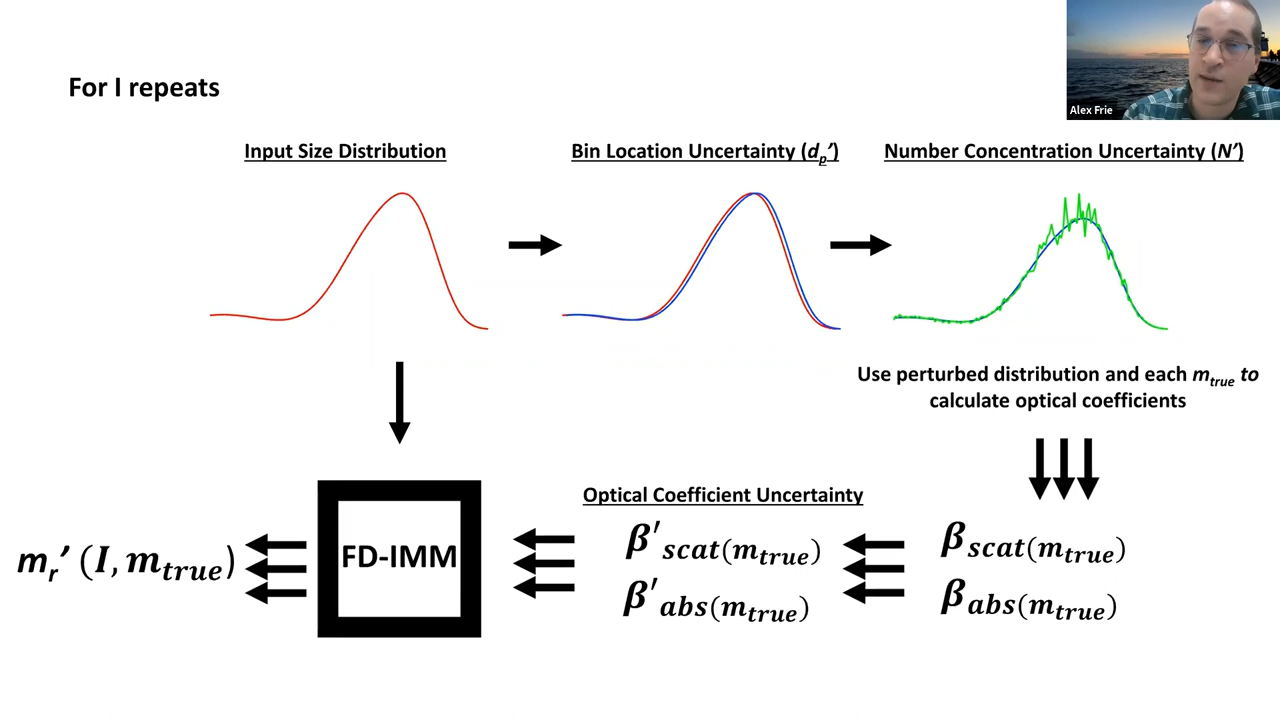 For I repeats
Alex Frie
Input Size Distribution
Bin Location Uncertainty (dp′)
Number Concentration Uncertainty (N′)
Use perturbed distribution and each mtrue to
calculate optical coefficients
Optical Coefficient Uncertainty
mr′ (I, mtrue)
FD-IMM
β′scat(mtrue)
βscat(mtrue)
β′abs(mtrue)
βabs(mtrue)